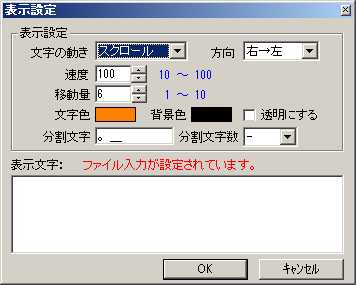 表示設定
表示設定
文字の動き スクロール 方向 右→左
速度 100 10 ～ 100
移動量 6 1 ～ 10
文字色 背景色 透明にする
分割文字 。__ 分割文字数 -
表示文字: ファイル入力が設定されています。
OK ｷｬﾝｾﾙ